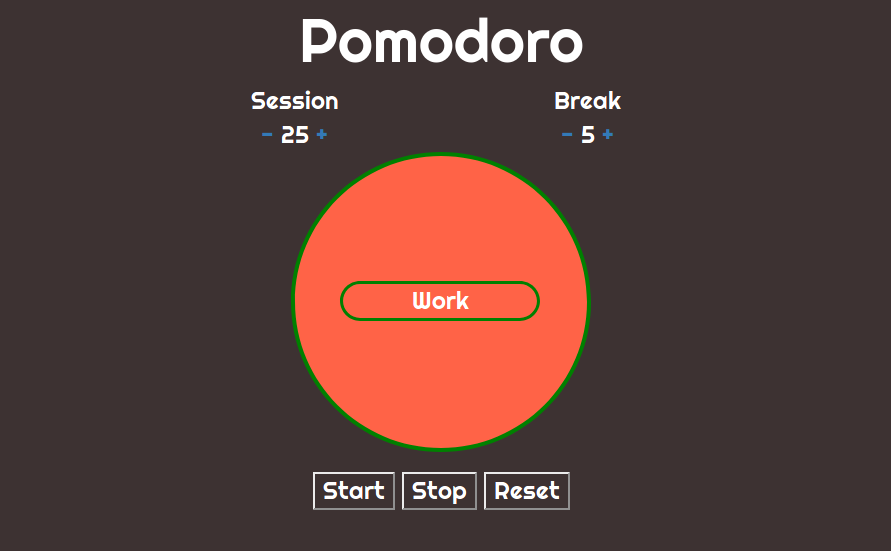 Pomodoro
Session Break
- 25 + - 5 +
Work
Start Stop Reset